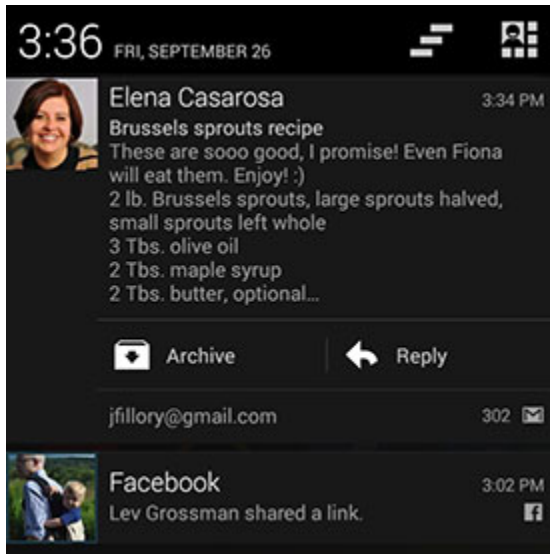 3:36 FRI, SEPTEMBER 26
Elena Casarosa 3:34 PM
Brussels sprouts recipe
These are sooo good, I promise! Even Fiona
will eat them. Enjoy! :)
2 lb. Brussels sprouts, large sprouts halved,
small sprouts left whole
3 Tbs. olive oil
2 Tbs. maple syrup
2 Tbs. butter, optional...
Archive Reply
jfillory@gmail.com 302
Facebook 3:02 PM
Lev Grossman shared a link.